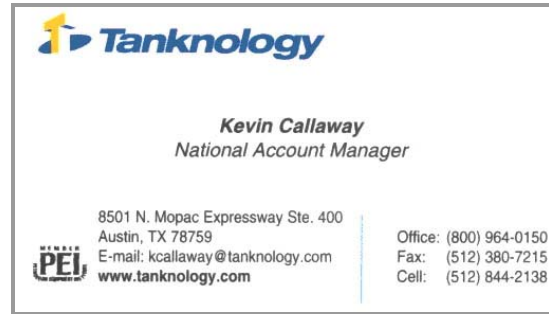 Tanknology
Kevin Callaway
National Account Manager
8501 N. Mopac Expressway Ste. 400
Austin, TX 78759
E-mail: kcallaway@tanknology.com
www.tanknology.com
MEMBER
PEI
Office: (800) 964-0150
Fax: (512) 380-7215
Cell: (512) 844-2138